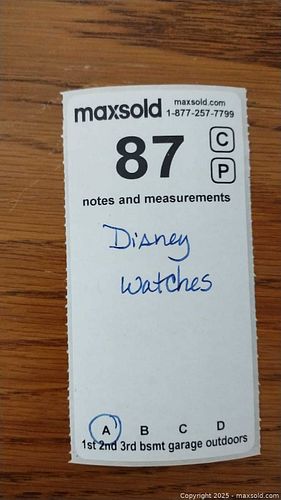 maxsold maxsold.com
1-877-257-7799
87
C
P
notes and measurements
Disney
Watches
A B C D
1st 2nd 3rd bsmt garage outdoors
Copyright 2025 - maxsold.com